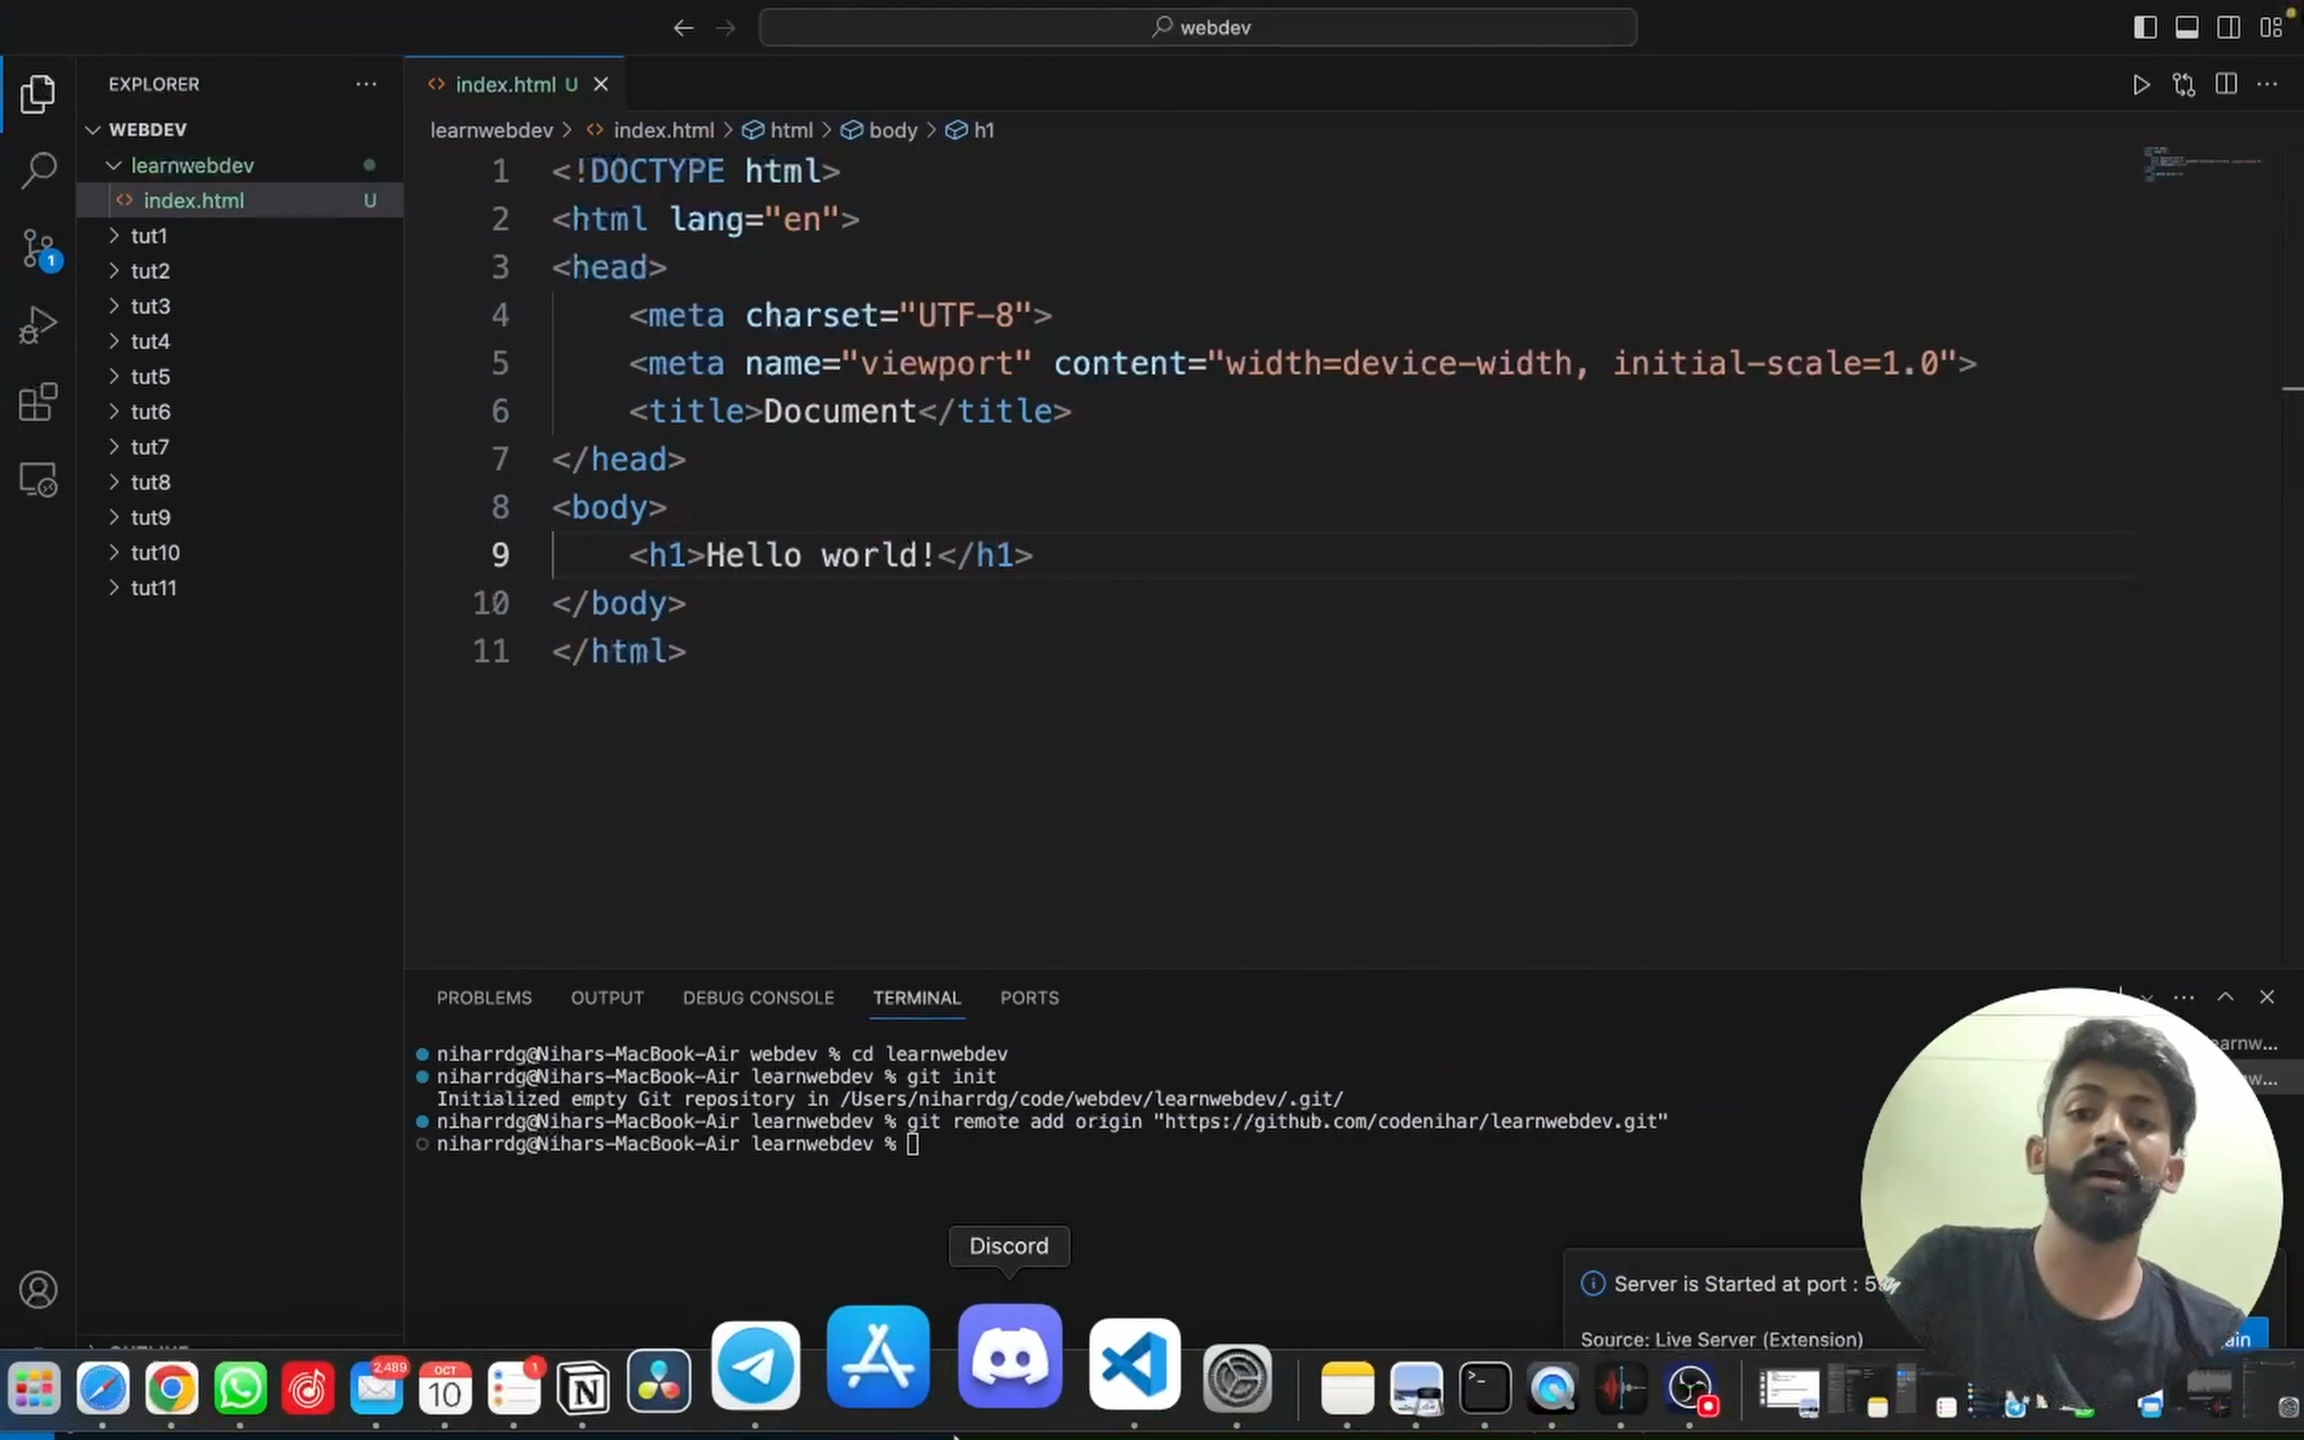 webdev
EXPLORER
WEBDEV
learnwebdev
index.html U
tut1
tut2
tut3
tut4
tut5
tut6
tut7
tut8
tut9
tut10
tut11
1
index.html U
learnwebdev > index.html > html > body > h1
1 <!DOCTYPE html>
2 <html lang="en">
3 <head>
4 <meta charset="UTF-8">
5 <meta name="viewport" content="width=device-width, initial-scale=1.0">
6 <title>Document</title>
7 </head>
8 <body>
9 <h1>Hello world!</h1>
10 </body>
11 </html>
PROBLEMS OUTPUT DEBUG CONSOLE TERMINAL PORTS
niharrdg@Nihars-MacBook-Air webdev % cd learnwebdev
niharrdg@Nihars-MacBook-Air learnwebdev % git init
Initialized empty Git repository in /Users/niharrdg/code/webdev/learnwebdev/.git/
niharrdg@Nihars-MacBook-Air learnwebdev % git remote add origin "https://github.com/codenihar/learnwebdev.git"
niharrdg@Nihars-MacBook-Air learnwebdev %
Discord
Server is Started at port :
Source: Live Server (Extension)
2,489
OCT
10
1